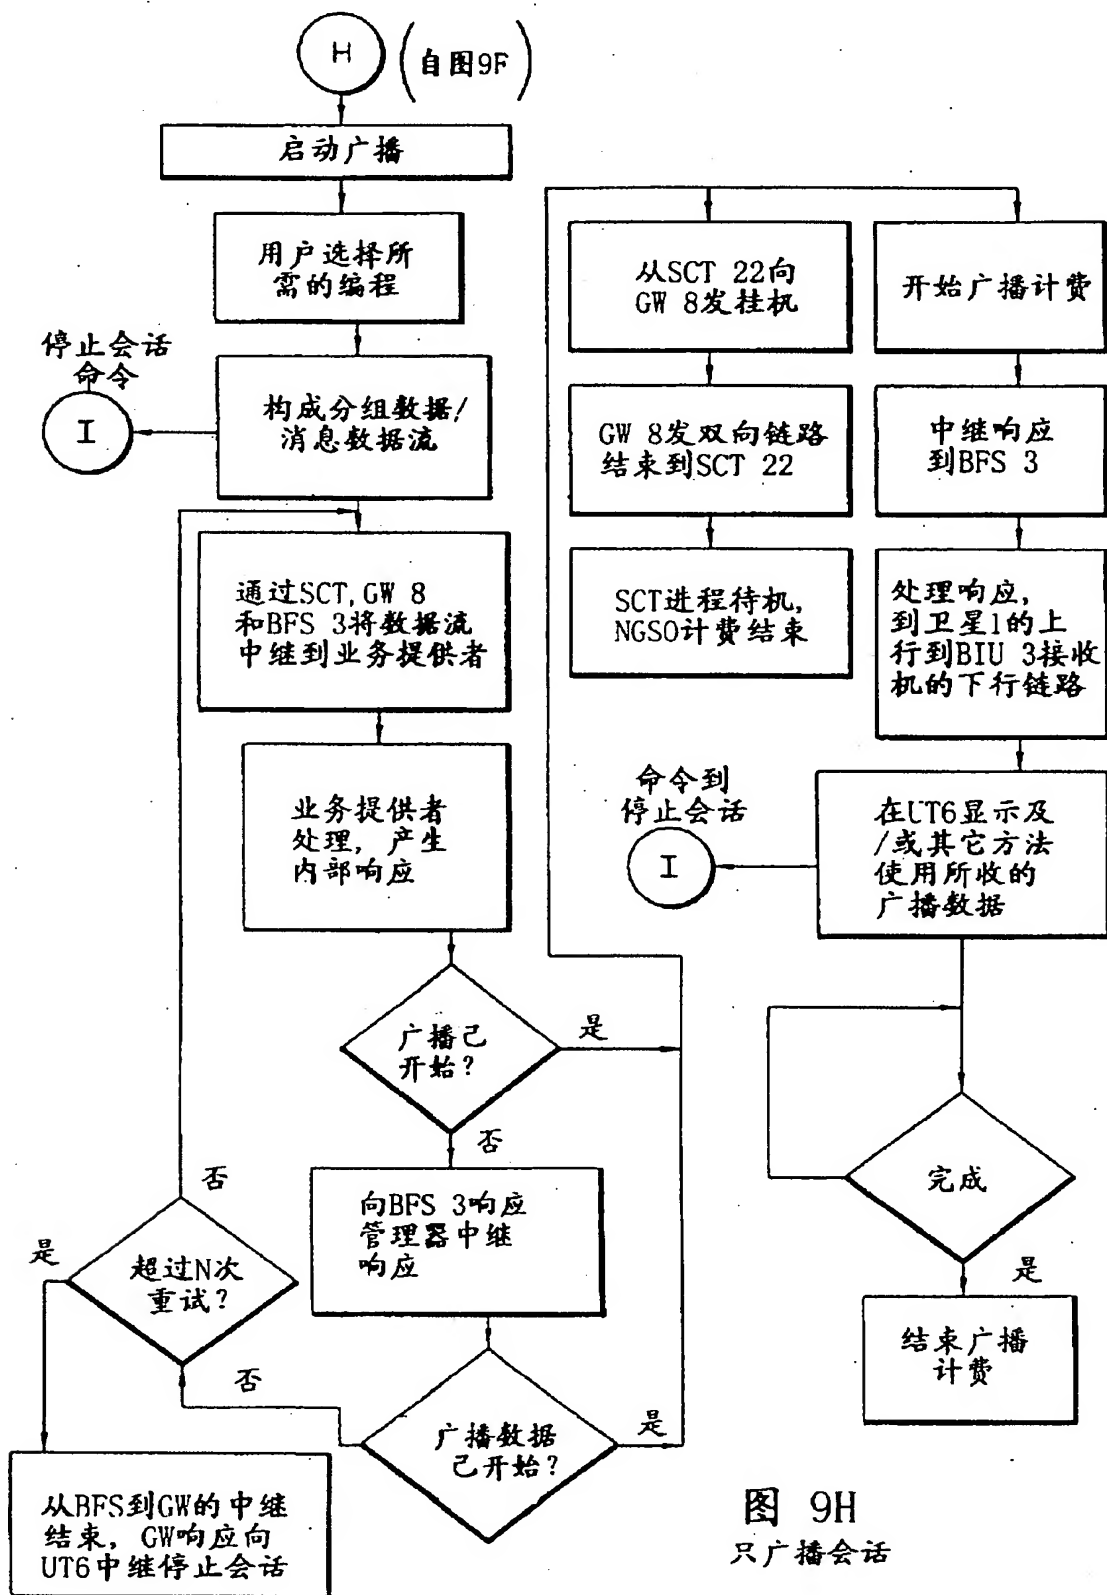 H
(自图9F)
启动广播
用户选择所
需的编程
停止会话
命令
I
构成分组数据/
消息数据流
通过SCT,GW 8
和BFS 3将数据流
中继到业务提供者
业务提供者
处理，产生
内部响应
广播已
开始?
是
否
向BFS 3响应
管理器中继
响应
否
是
超过N次
重试?
否
广播数据
已开始?
是
从BFS到GW的中继
结束，GW响应向
UT6中继停止会话
从SCT 22向
GW 8发挂机
GW 8发双向链路
结束到SCT 22
SCT进程待机,
NGSO计费结束
开始广播计费
中继响应
到BFS 3
处理响应,
到卫星1的上
行到BIU 3接收
机的下行链路
命令到
停止会话
I
在UT6显示及
/或其它方法
使用所收的
广播数据
完成
是
结束广播
计费
图 9H
只广播会话